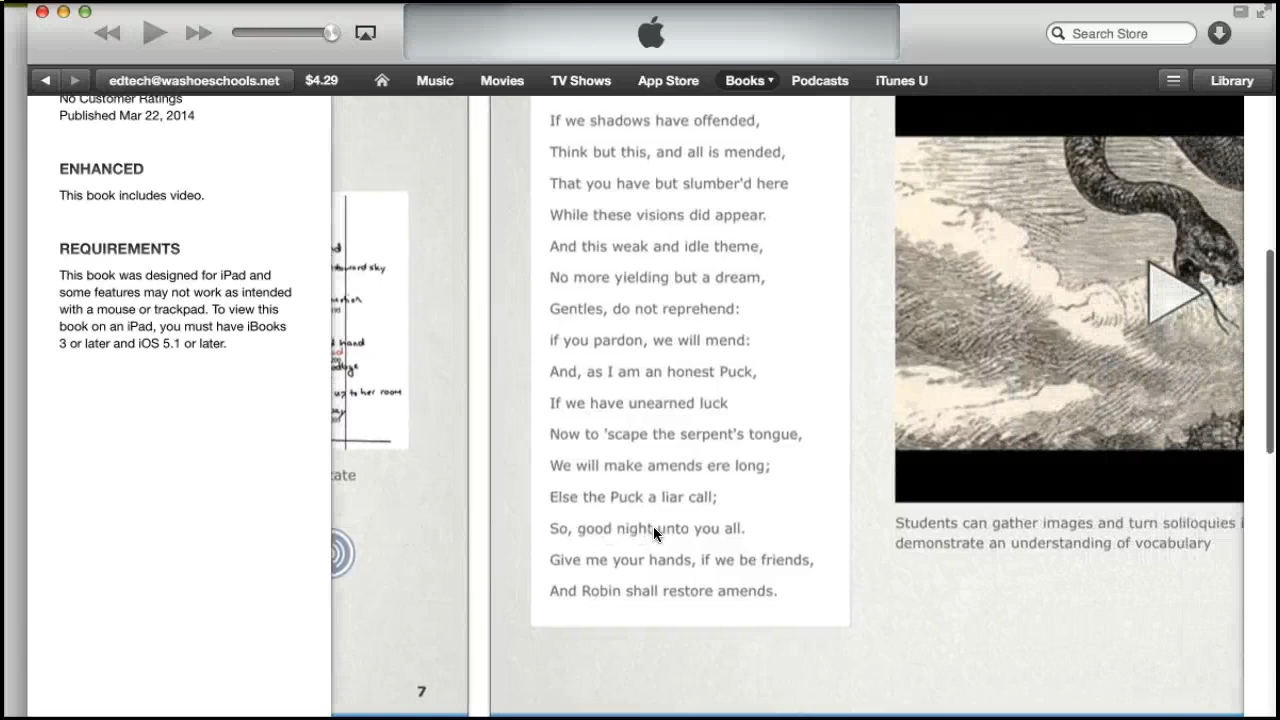 Search Store
edtech@washoeschools.net
$4.29
Music
Movies
TV Shows
App Store
Books
Podcasts
iTunes U
Library
No Customer Ratings
Published Mar 22, 2014
ENHANCED
This book includes video.
REQUIREMENTS
This book was designed for iPad and
some features may not work as intended
with a mouse or trackpad. To view this
book on an iPad, you must have iBooks
3 or later and iOS 5.1 or later.
sky
hand
up to her room
7
If we shadows have offended,
Think but this, and all is mended,
That you have but slumber'd here
While these visions did appear.
And this weak and idle theme,
No more yielding but a dream,
Gentles, do not reprehend:
if you pardon, we will mend:
And, as I am an honest Puck,
If we have unearned luck
Now to 'scape the serpent's tongue,
We will make amends ere long;
Else the Puck a liar call;
So, good night unto you all.
Give me your hands, if we be friends,
And Robin shall restore amends.
Students can gather images and turn soliloquies
demonstrate an understanding of vocabulary